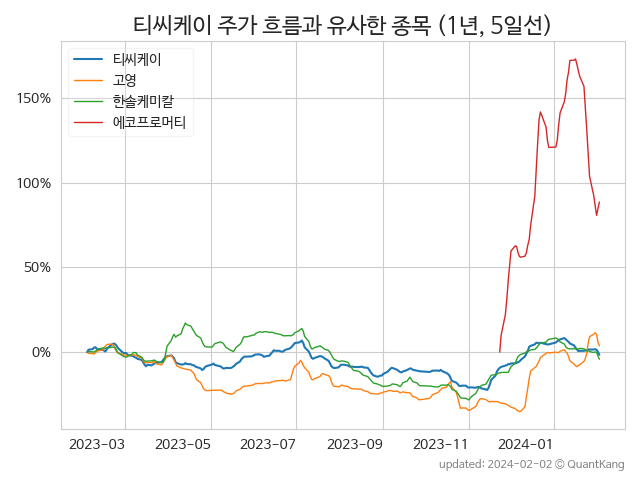 티씨케이 주가 흐름과 유사한 종목 (1년, 5일선)
티씨케이
고영
한솔케미칼
에코프로머티
150%
100%
50%
0%
2023-03 2023-05 2023-07 2023-09 2023-11 2024-01
updated: 2024-02-02 © QuantKang